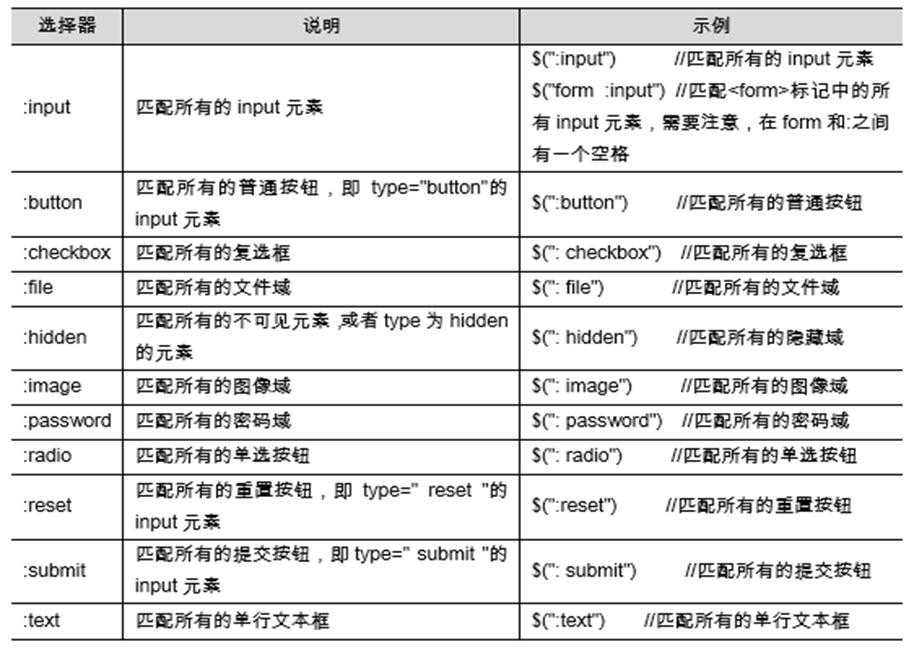 选择器 说明 示例
:input 匹配所有的 input 元素
$(":input") //匹配所有的 input 元素
$("form :input") //匹配<form>标记中的所
有 input 元素，需要注意，在 form 和:之间
有一个空格
:button
匹配所有的普通按钮，即 type="button"的
input 元素
$(":button") //匹配所有的普通按钮
:checkbox 匹配所有的复选框 $(": checkbox") //匹配所有的复选框
:file 匹配所有的文件域 $(": file") //匹配所有的文件域
:hidden
匹配所有的不可见元素 ,或者 type 为 hidden
的元素
$(": hidden") //匹配所有的隐藏域
:image 匹配所有的图像域 $(": image") //匹配所有的图像域
:password 匹配所有的密码域 $(": password") //匹配所有的密码域
:radio 匹配所有的单选按钮 $(": radio") //匹配所有的单选按钮
:reset
匹配所有的重置按钮，即 type=" reset "的
input 元素
$(":reset") //匹配所有的重置按钮
:submit
匹配所有的提交按钮，即 type=" submit "的
input 元素
$(": submit") //匹配所有的提交按钮
:text 匹配所有的单行文本框 $(":text") //匹配所有的单行文本框